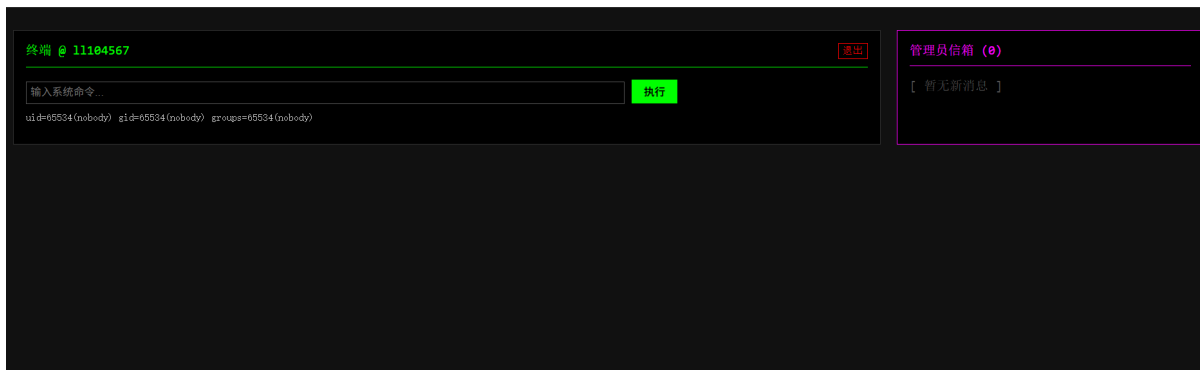 终端 @ ll104567
退出
输入系统命令...
执行
uid=65534(nobody) gid=65534(nobody) groups=65534(nobody)
管理员信箱 (0)
[ 暂无新消息 ]